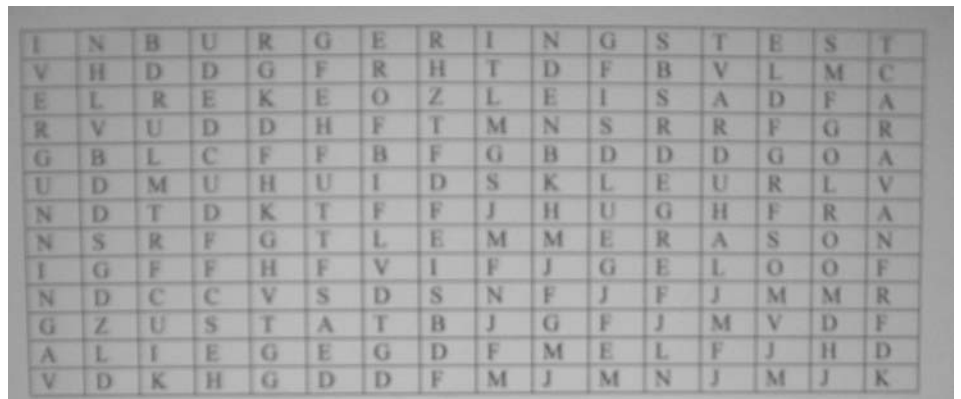 I N B U R G E R I N G S T E S T
V H D D G F R H T D F B V L M C
E L R E K E O Z L E I S A D F A
R V U D D H F T M N S R R F G R
G B L C F F B F G B D D D G O A
U D M U H U I D S K L E U R L V
N D T D K T F F J H U G H F R A
N S R F G T L E M M E R A S O N
I G F F H F V I F J G E L O O F
N D C C V S D S N F J F J M M R
G Z U S T A T B J G F J M V D F
A L I E G E G D F M E L F J H D
V D K H G D D F M J M N J M J K